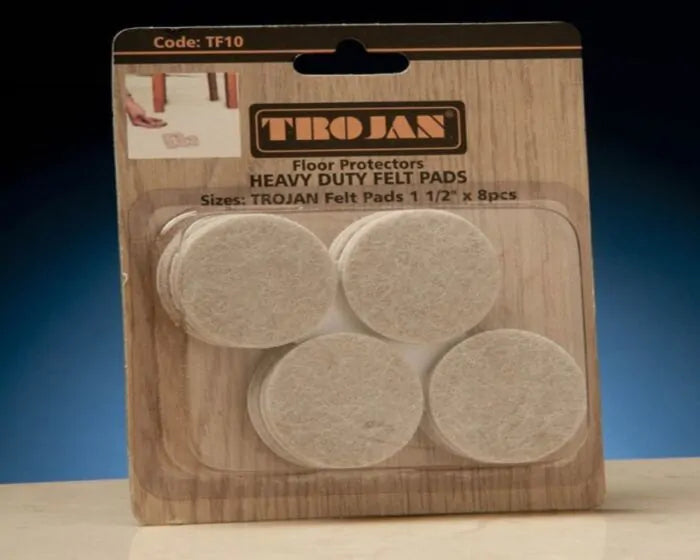 Code: TF10
TROJAN®
Floor Protectors
HEAVY DUTY FELT PADS
Sizes: TROJAN Felt Pads 1 1/2" x 8pcs